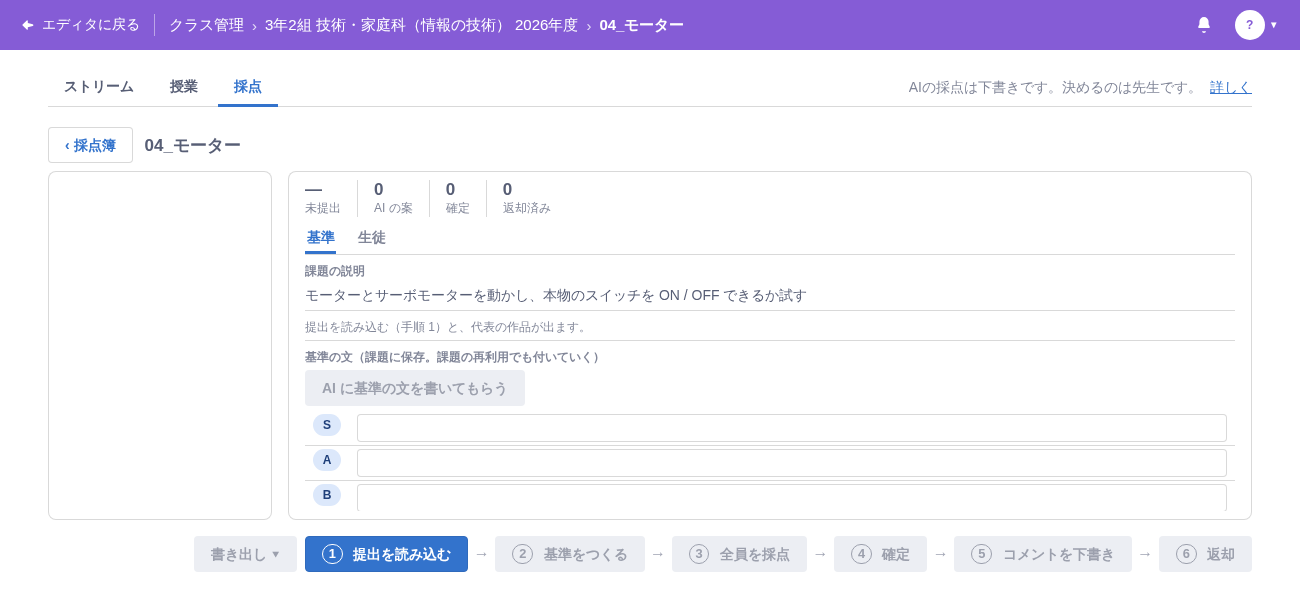 エディタに戻る クラス管理 › 3年2組 技術・家庭科（情報の技術） 2026年度 › 04_モーター ? ▾
ストリーム 授業 採点 AIの採点は下書きです。決めるのは先生です。 詳しく
‹ 採点簿 04_モーター
— 0 0 0
未提出 AI の案 確定 返却済み
基準 生徒
課題の説明
モーターとサーボモーターを動かし、本物のスイッチを ON / OFF できるか試す
提出を読み込む（手順 1）と、代表の作品が出ます。
基準の文（課題に保存。課題の再利用でも付いていく）
AI に基準の文を書いてもらう
S
A
B
書き出し ▾ 1 提出を読み込む → 2 基準をつくる → 3 全員を採点 → 4 確定 → 5 コメントを下書き → 6 返却